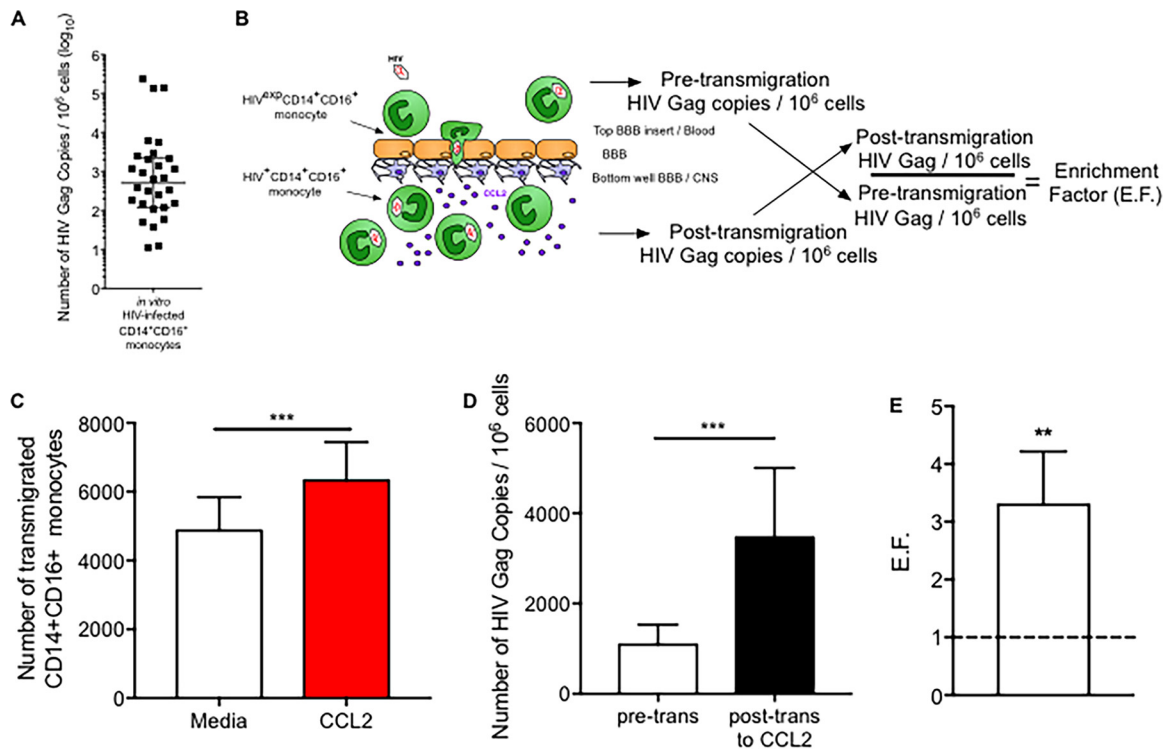 A
Number of HIV Gag Copies / 10⁶ cells (log₁₀)
6
5
4
3
2
1
0
in vitro
HIV-infected
CD14⁺CD16⁺
monocytes
B
HIV
HIVᵉˣᵖCD14⁺CD16⁺
monocyte
HIV⁺CD14⁺CD16⁺
monocyte
CCL2
Top BBB insert / Blood
BBB
Bottom well BBB / CNS
Pre-transmigration
HIV Gag copies / 10⁶ cells
Post-transmigration
HIV Gag copies / 10⁶ cells
Post-transmigration
HIV Gag / 10⁶ cells
Pre-transmigration
HIV Gag / 10⁶ cells
=
Enrichment
Factor (E.F.)
C
Number of transmigrated
CD14+CD16+ monocytes
8000
6000
4000
2000
0
***
Media
CCL2
D
Number of HIV Gag Copies / 10⁶ cells
6000
4000
2000
0
***
pre-trans
post-trans
to CCL2
E
E.F.
5
4
3
2
1
0
**